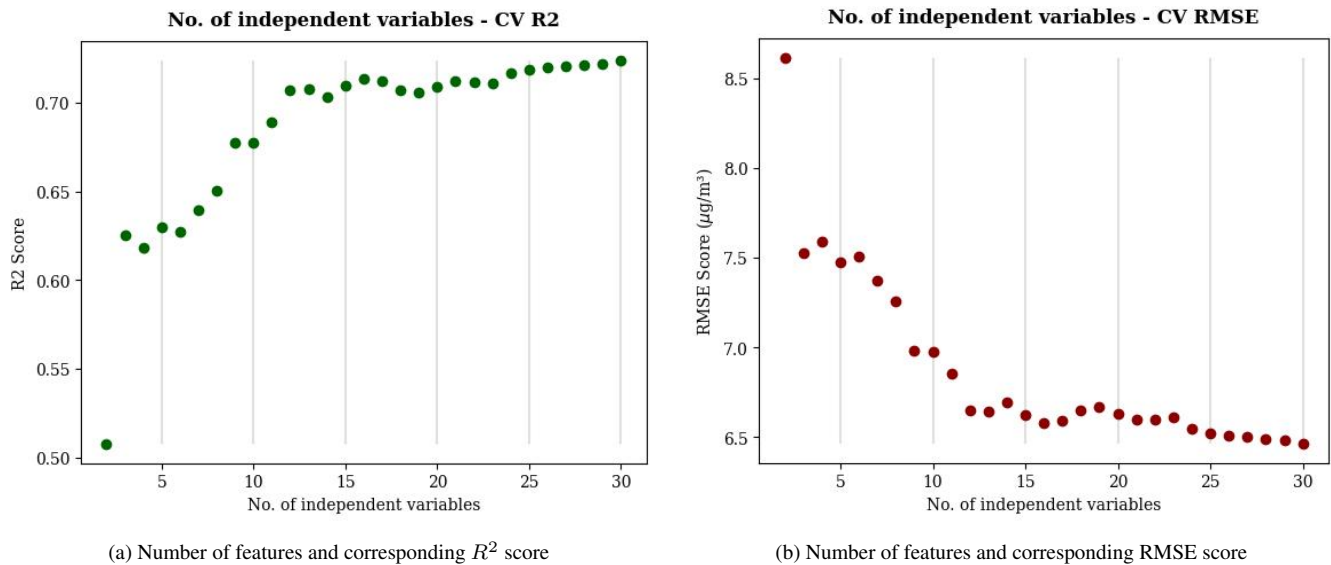 No. of independent variables - CV R2
R2 Score
0.70
0.65
0.60
0.55
0.50
5 10 15 20 25 30
No. of independent variables
(a) Number of features and corresponding R² score
No. of independent variables - CV RMSE
RMSE Score (μg/m³)
8.5
8.0
7.5
7.0
6.5
5 10 15 20 25 30
No. of independent variables
(b) Number of features and corresponding RMSE score